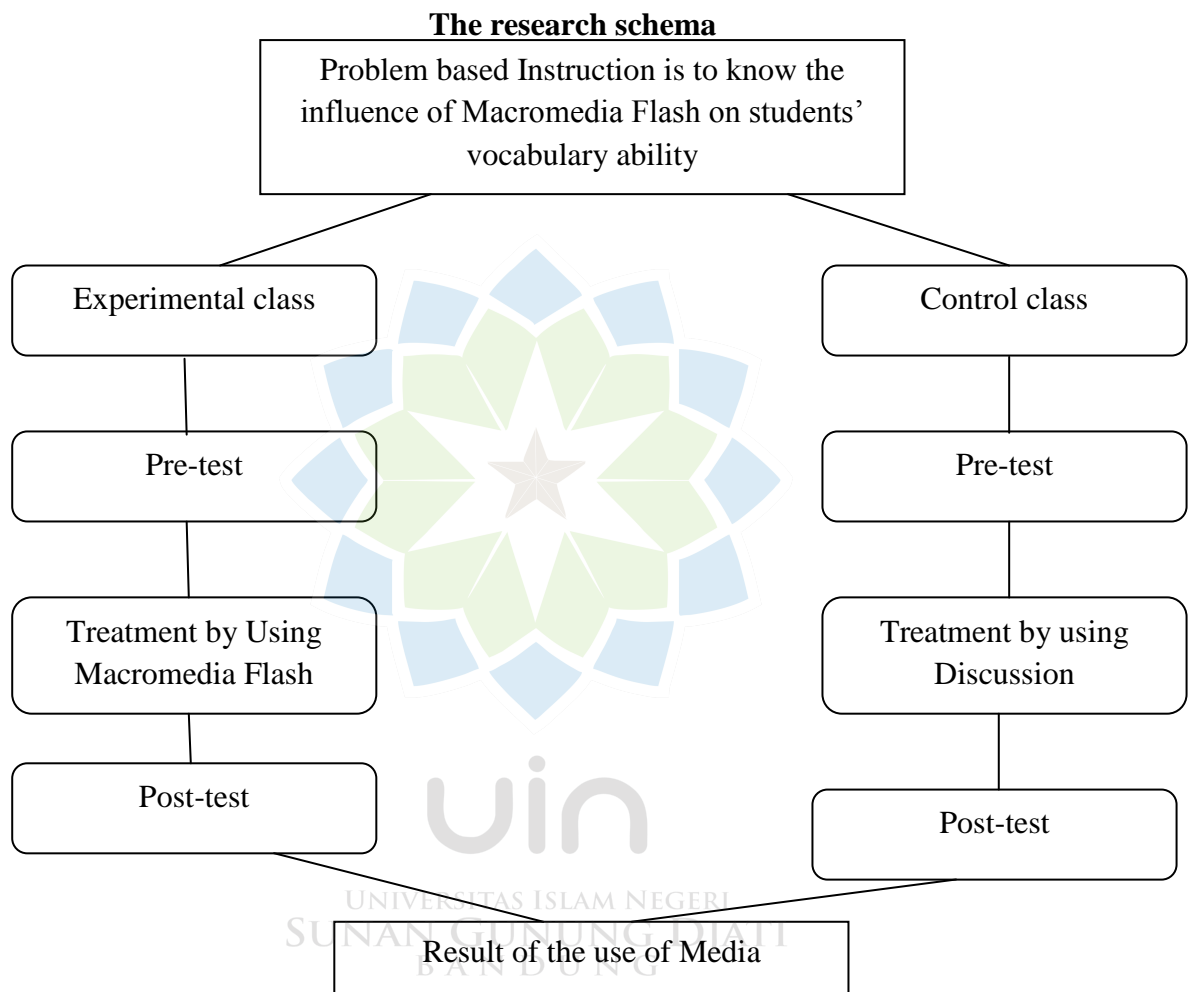 The research schema
Problem based Instruction is to know the
influence of Macromedia Flash on students’
vocabulary ability
Experimental class
Control class
Pre-test
Pre-test
Treatment by Using
Macromedia Flash
Treatment by using
Discussion
Post-test
Post-test
uin
UNIVERSITAS ISLAM NEGERI
SUNAN GUNUNG DJATI
BANDUNG
Result of the use of Media